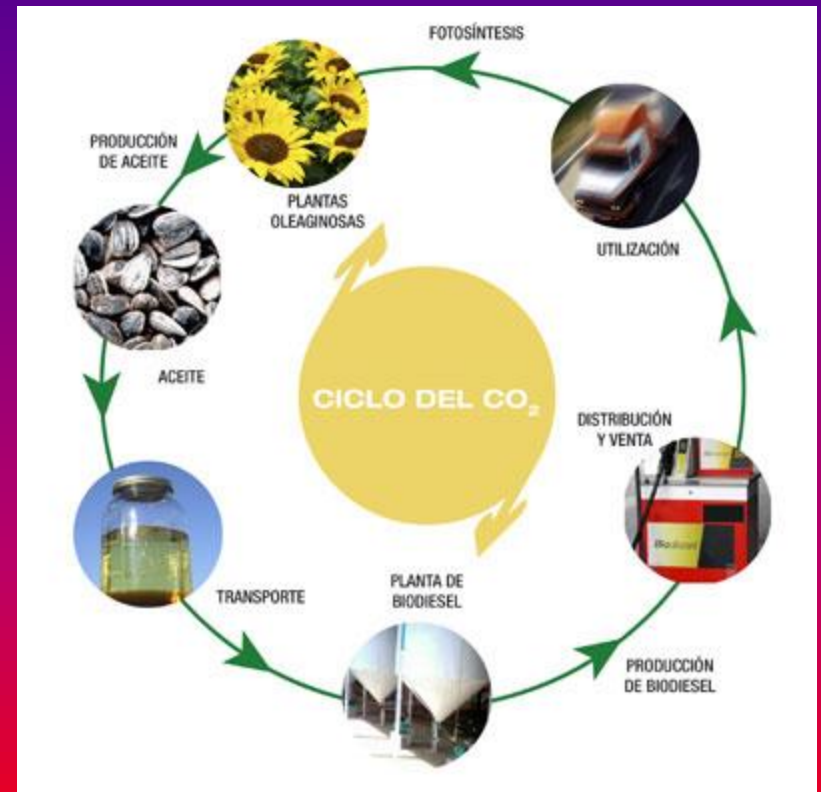 FOTOSÍNTESIS
PRODUCCIÓN
DE ACEITE
PLANTAS
OLEAGINOSAS
UTILIZACIÓN
ACEITE
CICLO DEL CO₂
DISTRIBUCIÓN
Y VENTA
Biodiesel
TRANSPORTE
PLANTA DE
BIODIESEL
PRODUCCIÓN
DE BIODIESEL